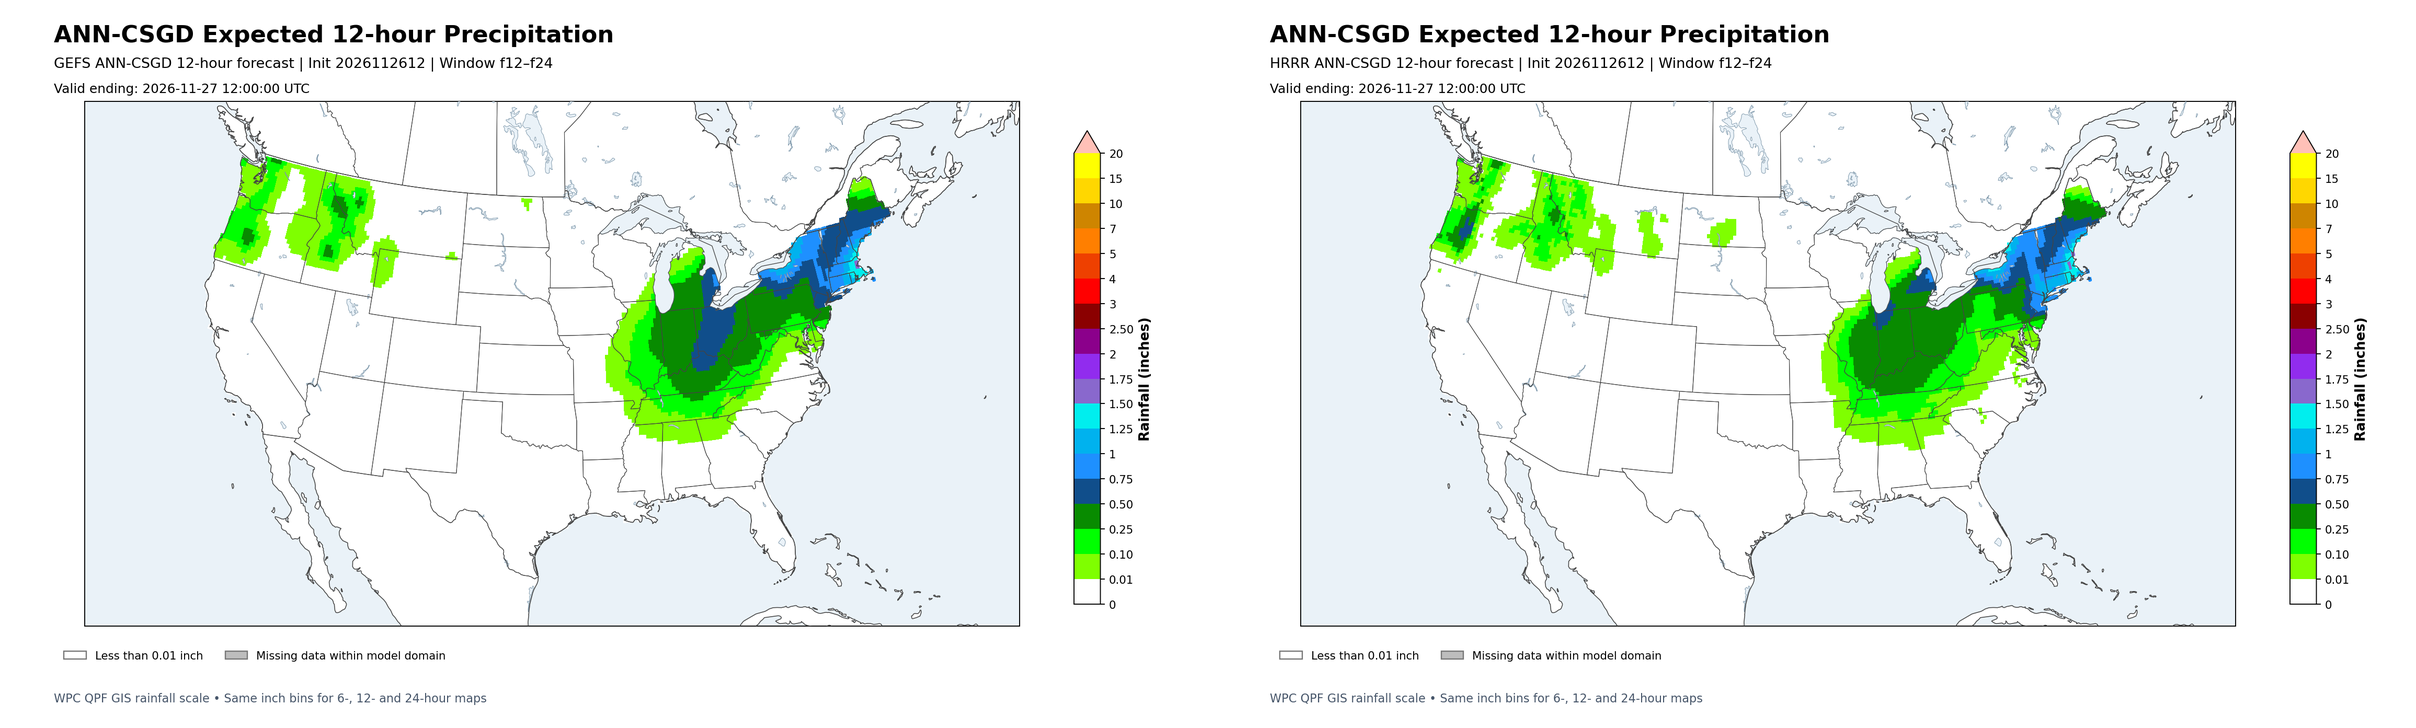 ANN-CSGD Expected 12-hour Precipitation
GEFS ANN-CSGD 12-hour forecast | Init 2026112612 | Window f12–f24
Valid ending: 2026-11-27 12:00:00 UTC
20
15
10
7
5
4
3
2.50
2
1.75
1.50
1.25
1
0.75
0.50
0.25
0.10
0.01
0
Rainfall (inches)
Less than 0.01 inch
Missing data within model domain
WPC QPF GIS rainfall scale • Same inch bins for 6-, 12- and 24-hour maps
ANN-CSGD Expected 12-hour Precipitation
HRRR ANN-CSGD 12-hour forecast | Init 2026112612 | Window f12–f24
Valid ending: 2026-11-27 12:00:00 UTC
20
15
10
7
5
4
3
2.50
2
1.75
1.50
1.25
1
0.75
0.50
0.25
0.10
0.01
0
Rainfall (inches)
Less than 0.01 inch
Missing data within model domain
WPC QPF GIS rainfall scale • Same inch bins for 6-, 12- and 24-hour maps